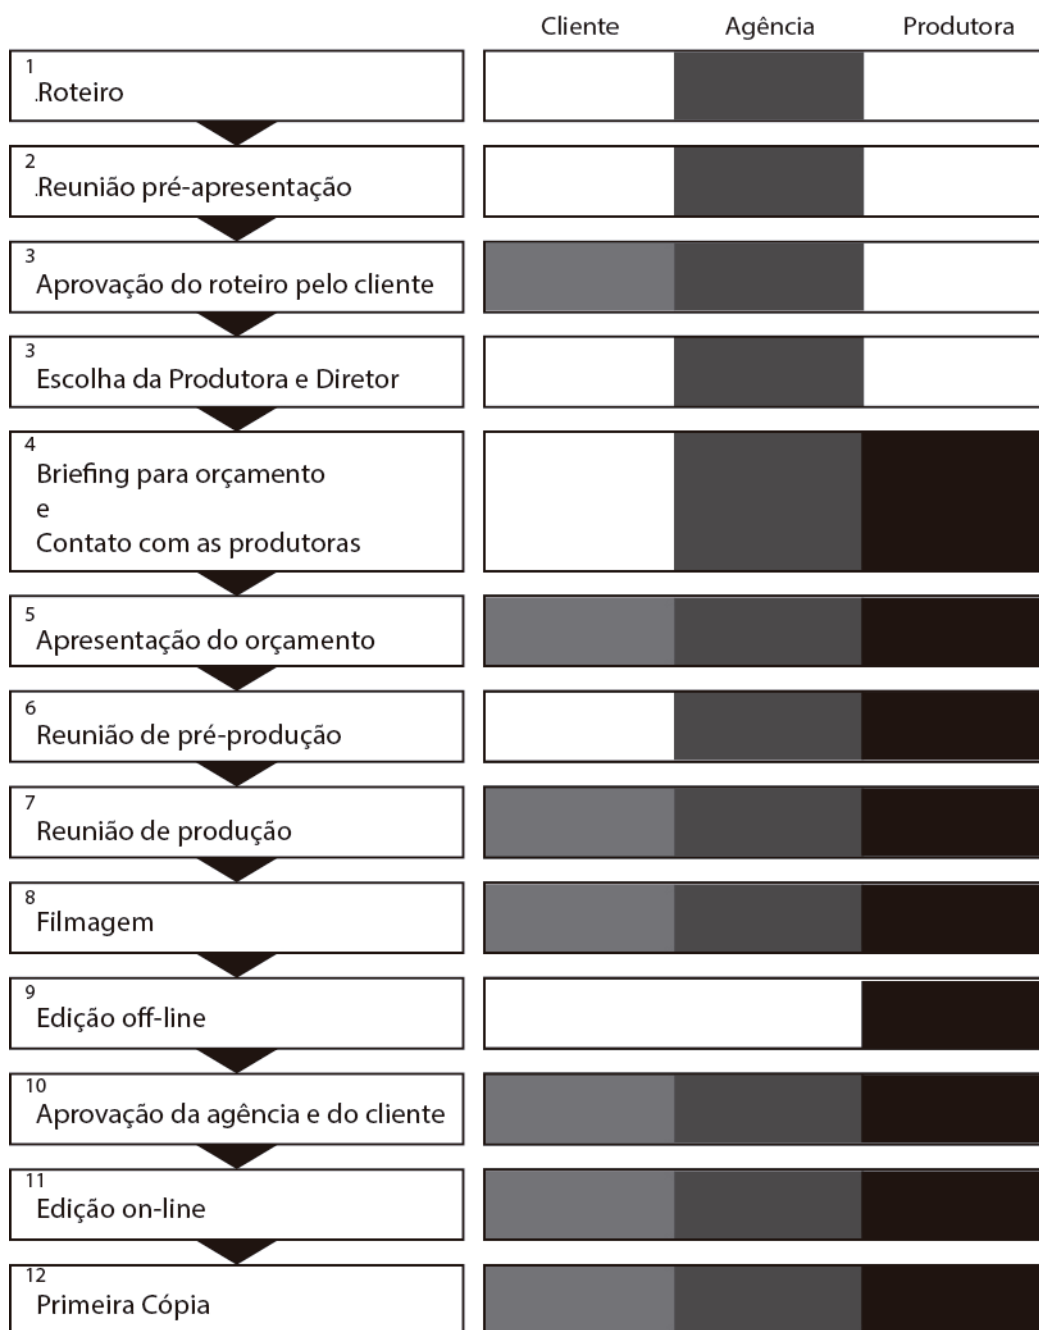 Cliente Agência Produtora
1
.Roteiro
2
.Reunião pré-apresentação
3
Aprovação do roteiro pelo cliente
3
Escolha da Produtora e Diretor
4
Briefing para orçamento
e
Contato com as produtoras
5
Apresentação do orçamento
6
Reunião de pré-produção
7
Reunião de produção
8
Filmagem
9
Edição off-line
10
Aprovação da agência e do cliente
11
Edição on-line
12
Primeira Cópia